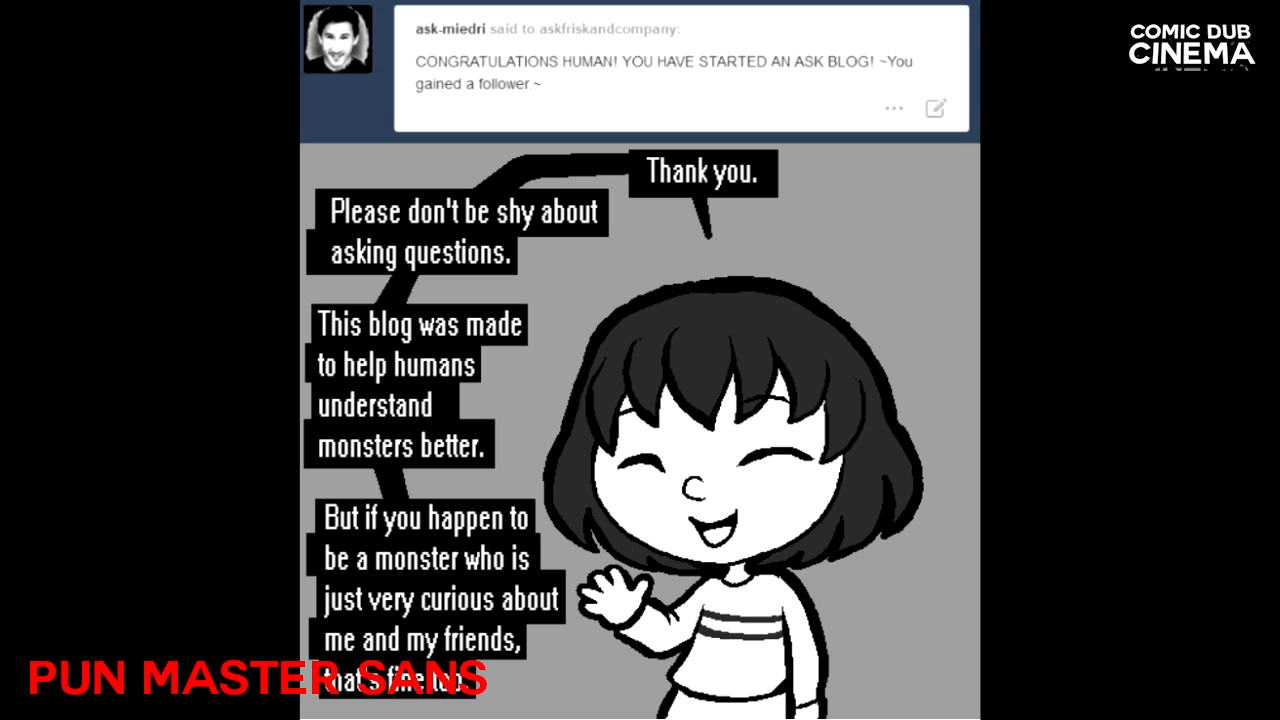 ask-miedri said to askfriskandcompany:
CONGRATULATIONS HUMAN! YOU HAVE STARTED AN ASK BLOG! ~You
gained a follower ~
COMIC DUB
CINEMA
Thank you.
Please don't be shy about
asking questions.
This blog was made
to help humans
understand
monsters better.
But if you happen to
be a monster who is
just very curious about
me and my friends,
that's fine too.
PUN MASTER SANS